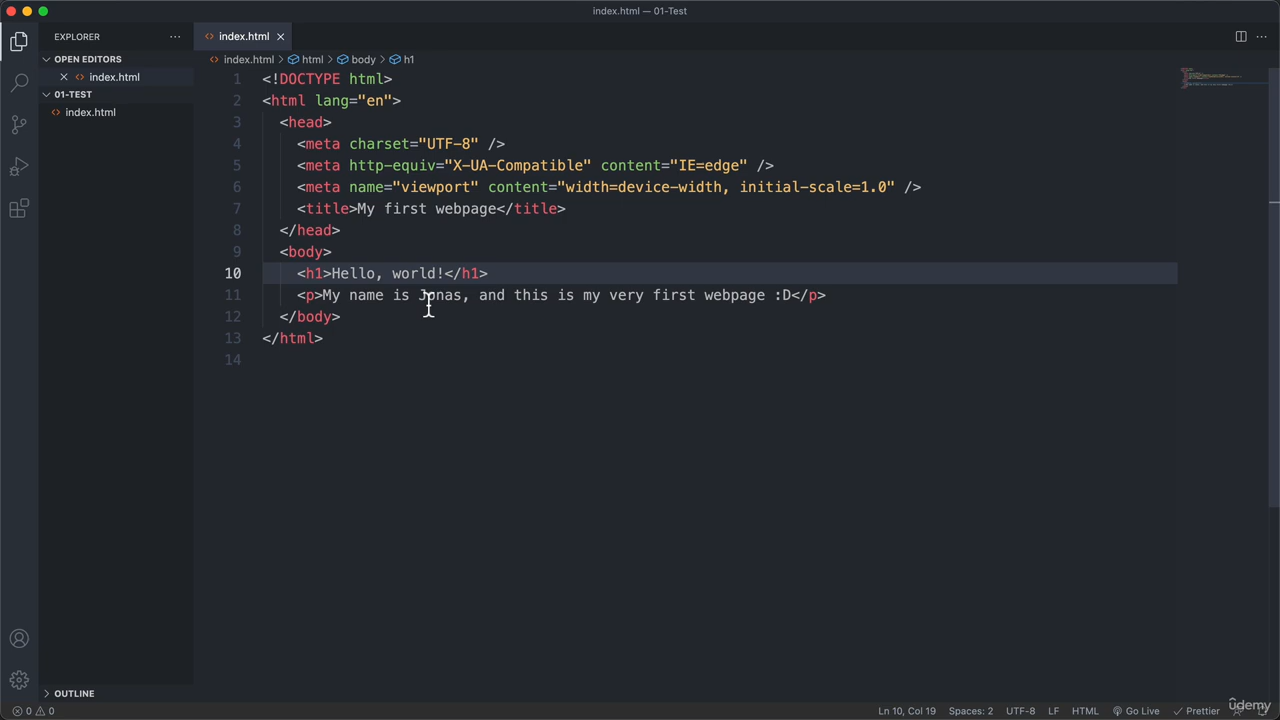 index.html — 01-Test
EXPLORER
index.html
OPEN EDITORS
index.html
01-TEST
index.html
OUTLINE
index.html > html > body > h1
1 <!DOCTYPE html>
2 <html lang="en">
3 <head>
4 <meta charset="UTF-8" />
5 <meta http-equiv="X-UA-Compatible" content="IE=edge" />
6 <meta name="viewport" content="width=device-width, initial-scale=1.0" />
7 <title>My first webpage</title>
8 </head>
9 <body>
10 <h1>Hello, world!</h1>
11 <p>My name is Jonas, and this is my very first webpage :D</p>
12 </body>
13 </html>
14
0 0 Ln 10, Col 19 Spaces: 2 UTF-8 LF HTML Go Live Prettier
ûdemy